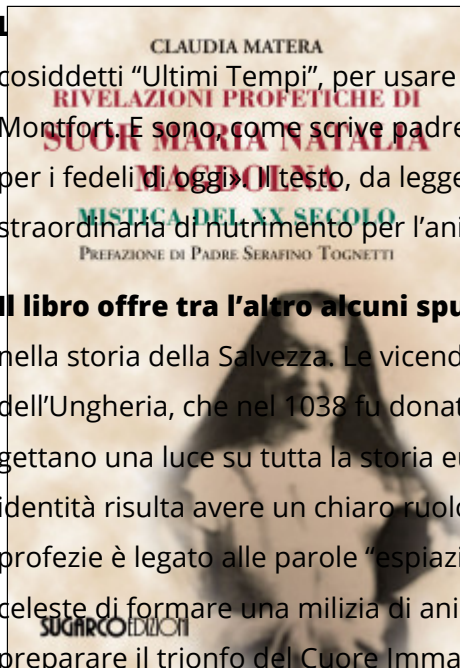 CLAUDIA MATERA
cosiddetti “Ultimi Tempi”, per usare
RIVELAZIONI PROFETICHE DI
Montfort. E sono, come scrive padre
SUOR MARIA NATALIA
per i fedeli di oggi». Il testo, da legge
MAGDOLNA
straordinaria di nutrimento per l’ani
MISTICA DEL XX SECOLO
PREFAZIONE DI PADRE SERAFINO TOGNETTI
Il libro offre tra l’altro alcuni spu
nella storia della Salvezza. Le vicend
dell’Ungheria, che nel 1038 fu donat
gettano una luce su tutta la storia eu
identità risulta avere un chiaro ruolo
profezie è legato alle parole “espiazi
celeste di formare una milizia di ani
SUGARCOEDIZIONI
preparare il trionfo del Cuore Imma